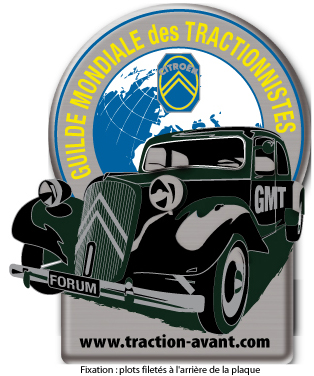 GUILDE MONDIALE des TRACTIONNISTES
CITROËN
GMT
FORUM
www.traction-avant.com
Fixation : plots filetés à l'arrière de la plaque